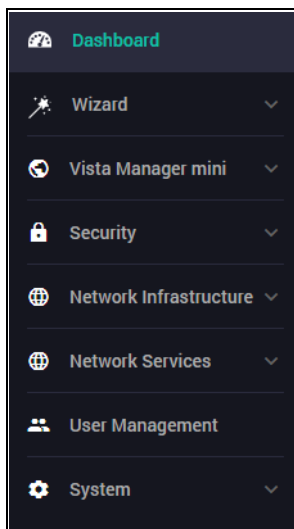 Dashboard
Wizard
Vista Manager mini
Security
Network Infrastructure
Network Services
User Management
System